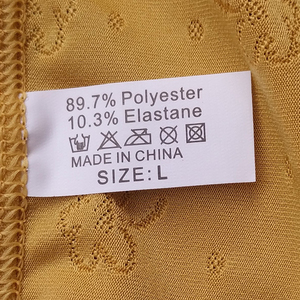 89.7% Polyester
10.3% Elastane
MADE IN CHINA
SIZE: L